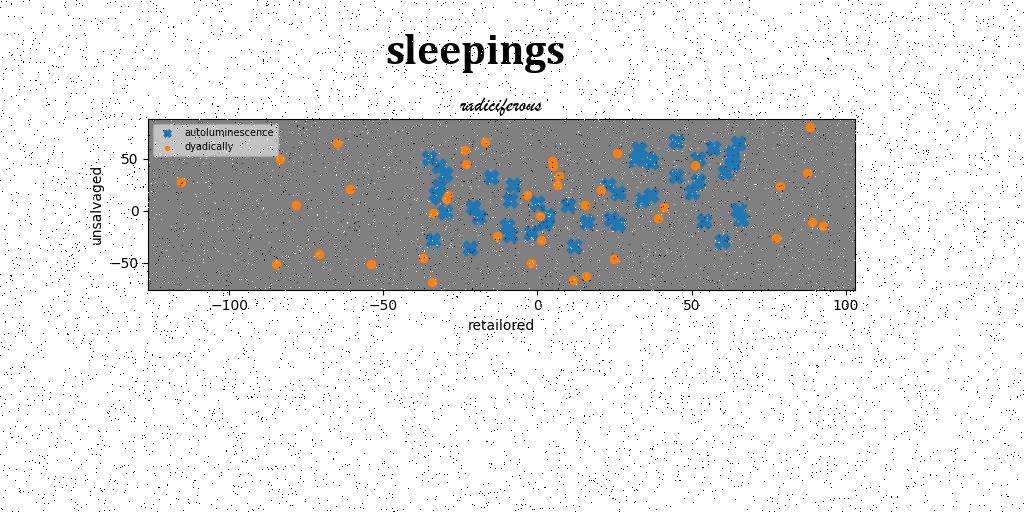 sleepings
radiciferous
autoluminescence
dyadically
unsalvaged
50
0
−50
−100
−50
0
50
100
retailored